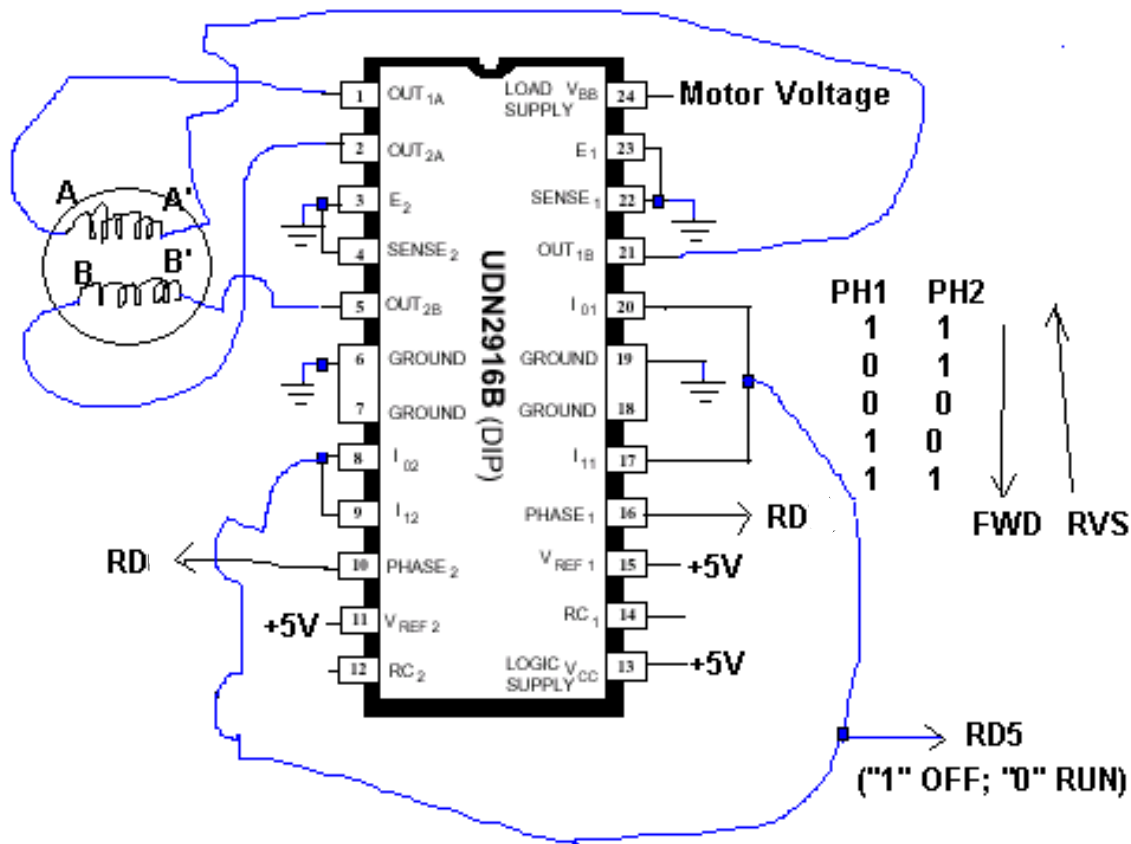 1 OUT1A
2 OUT2A
3 E2
4 SENSE2
5 OUT2B
6 GROUND
7 GROUND
8 I02
9 I12
RD
10 PHASE2
+5V
11 VREF2
12 RC2
UDN2916B (DIP)
LOAD SUPPLY VBB 24
Motor Voltage
E1 23
SENSE1 22
OUT1B 21
I01 20
GROUND 19
GROUND 18
I11 17
PHASE1 16
RD
VREF1 15
+5V
RC1 14
LOGIC SUPPLY VCC 13
+5V
A A'
B B'
PH1 PH2
1 1
0 1
0 0
1 0
1 1
FWD RVS
RD5
("1" OFF; "0" RUN)